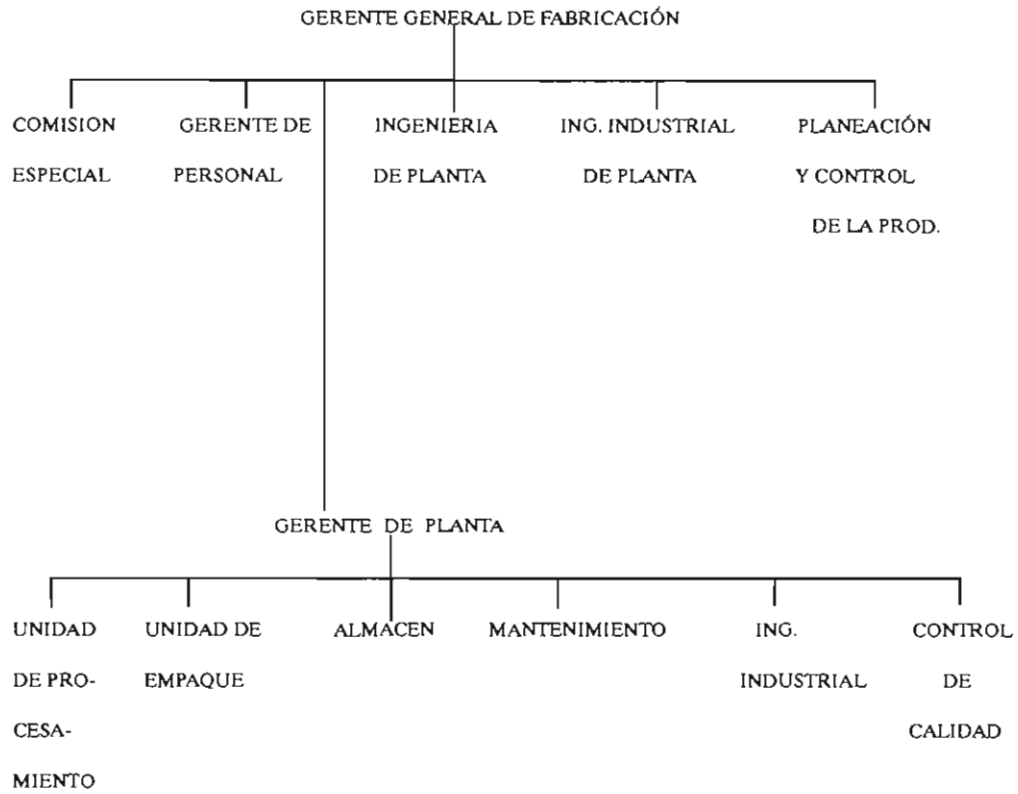 GERENTE GENERAL DE FABRICACIÓN
COMISION
ESPECIAL
GERENTE DE
PERSONAL
INGENIERIA
DE PLANTA
ING. INDUSTRIAL
DE PLANTA
PLANEACIÓN
Y CONTROL
DE LA PROD.
GERENTE DE PLANTA
UNIDAD
DE PRO-
CESA-
MIENTO
UNIDAD DE
EMPAQUE
ALMACEN
MANTENIMIENTO
ING.
INDUSTRIAL
CONTROL
DE
CALIDAD